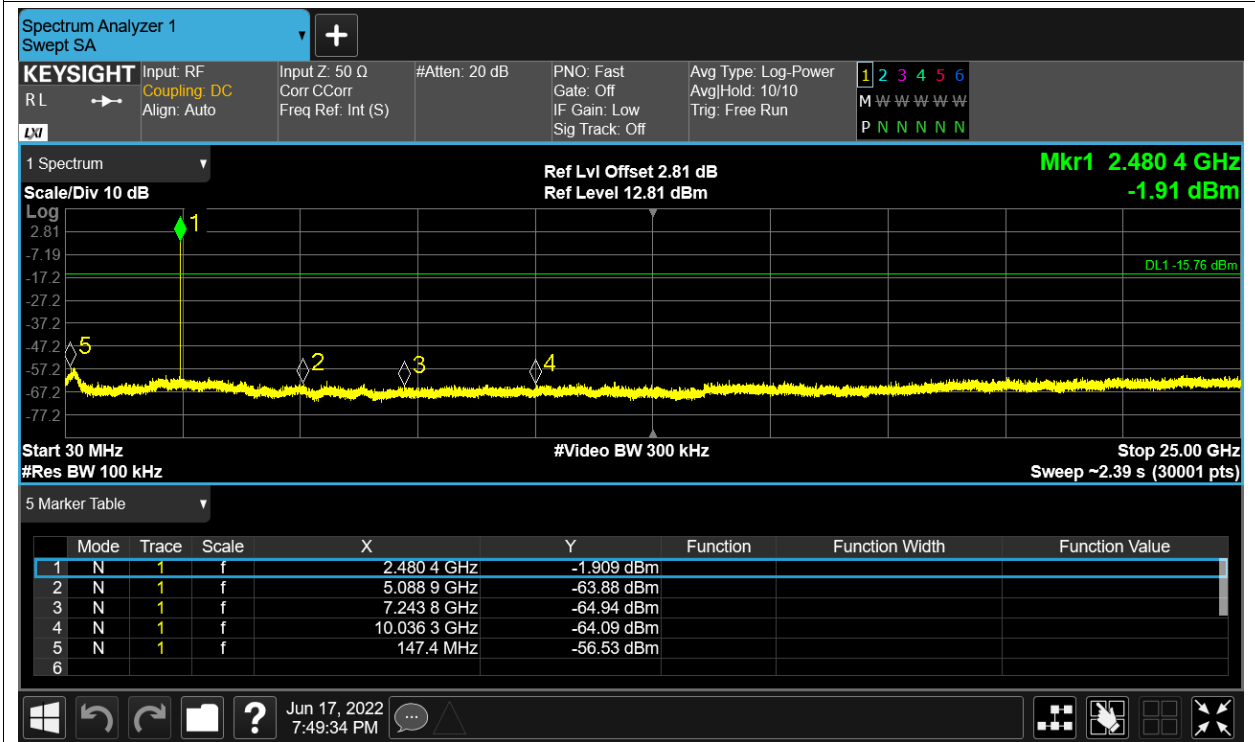 Spectrum Analyzer 1
Swept SA
+
KEYSIGHT
R L
LXI
Input: RF
Coupling: DC
Align: Auto
Input Z: 50 Ω
Corr CCorr
Freq Ref: Int (S)
#Atten: 20 dB
PNO: Fast
Gate: Off
IF Gain: Low
Sig Track: Off
Avg Type: Log-Power
Avg|Hold: 10/10
Trig: Free Run
1 2 3 4 5 6
M W W W W W
P N N N N N
1 Spectrum
Scale/Div 10 dB
Ref Lvl Offset 2.81 dB
Ref Level 12.81 dBm
Mkr1 2.480 4 GHz
-1.91 dBm
Log
2.81
-7.19
-17.2
-27.2
-37.2
-47.2
-57.2
-67.2
-77.2
1
DL1 -15.76 dBm
5
2
3
4
Start 30 MHz
#Video BW 300 kHz
Stop 25.00 GHz
#Res BW 100 kHz
Sweep ~2.39 s (30001 pts)
5 Marker Table
Mode Trace Scale X Y Function Function Width Function Value
1 N 1 f 2.480 4 GHz -1.909 dBm
2 N 1 f 5.088 9 GHz -63.88 dBm
3 N 1 f 7.243 8 GHz -64.94 dBm
4 N 1 f 10.036 3 GHz -64.09 dBm
5 N 1 f 147.4 MHz -56.53 dBm
6
?
Jun 17, 2022
7:49:34 PM